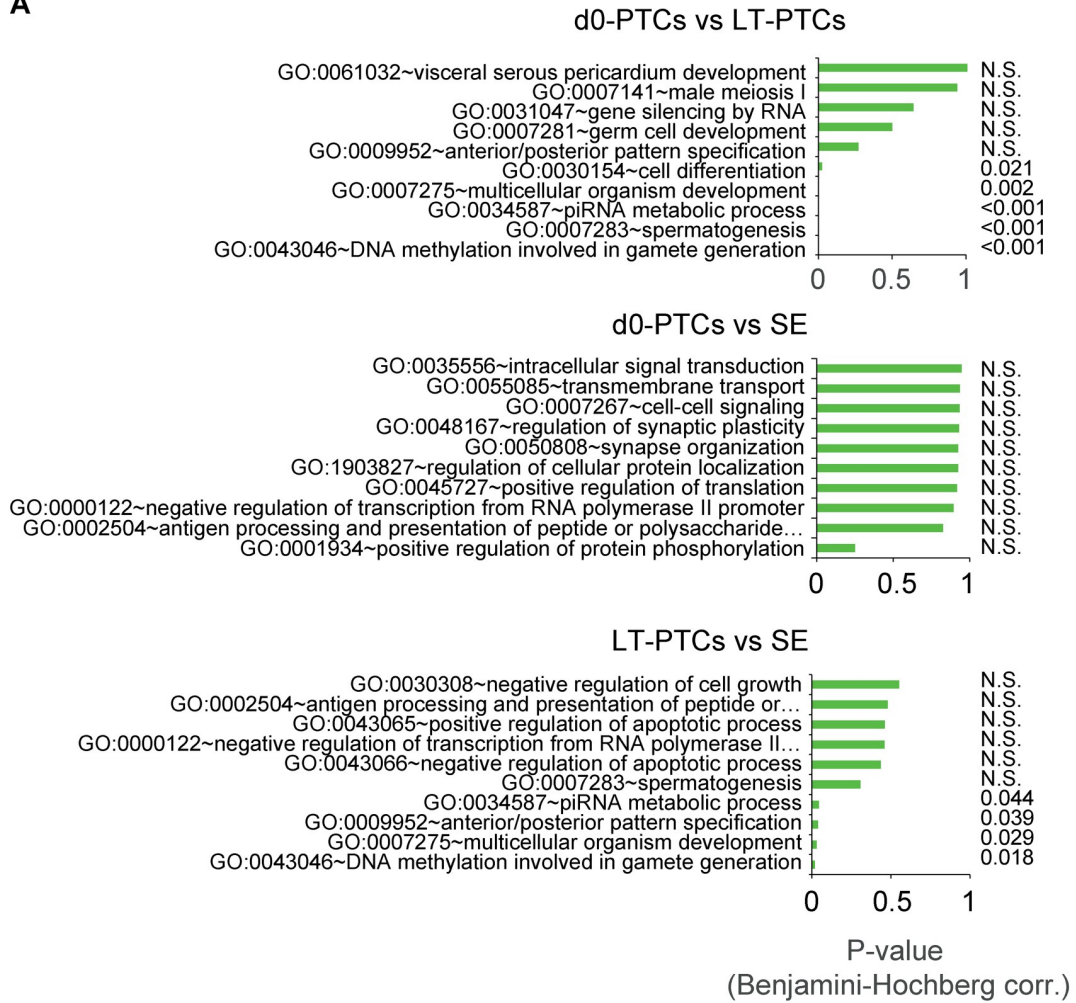 A
d0-PTCs vs LT-PTCs
GO:0061032~visceral serous pericardium development N.S.
GO:0007141~male meiosis I N.S.
GO:0031047~gene silencing by RNA N.S.
GO:0007281~germ cell development N.S.
GO:0009952~anterior/posterior pattern specification N.S.
GO:0030154~cell differentiation 0.021
GO:0007275~multicellular organism development 0.002
GO:0034587~piRNA metabolic process <0.001
GO:0007283~spermatogenesis <0.001
GO:0043046~DNA methylation involved in gamete generation <0.001
0 0.5 1
d0-PTCs vs SE
GO:0035556~intracellular signal transduction N.S.
GO:0055085~transmembrane transport N.S.
GO:0007267~cell-cell signaling N.S.
GO:0048167~regulation of synaptic plasticity N.S.
GO:0050808~synapse organization N.S.
GO:1903827~regulation of cellular protein localization N.S.
GO:0045727~positive regulation of translation N.S.
GO:0000122~negative regulation of transcription from RNA polymerase II promoter N.S.
GO:0002504~antigen processing and presentation of peptide or polysaccharide… N.S.
GO:0001934~positive regulation of protein phosphorylation N.S.
0 0.5 1
LT-PTCs vs SE
GO:0030308~negative regulation of cell growth N.S.
GO:0002504~antigen processing and presentation of peptide or… N.S.
GO:0043065~positive regulation of apoptotic process N.S.
GO:0000122~negative regulation of transcription from RNA polymerase II… N.S.
GO:0043066~negative regulation of apoptotic process N.S.
GO:0007283~spermatogenesis N.S.
GO:0034587~piRNA metabolic process 0.044
GO:0009952~anterior/posterior pattern specification 0.039
GO:0007275~multicellular organism development 0.029
GO:0043046~DNA methylation involved in gamete generation 0.018
0 0.5 1
P-value
(Benjamini-Hochberg corr.)